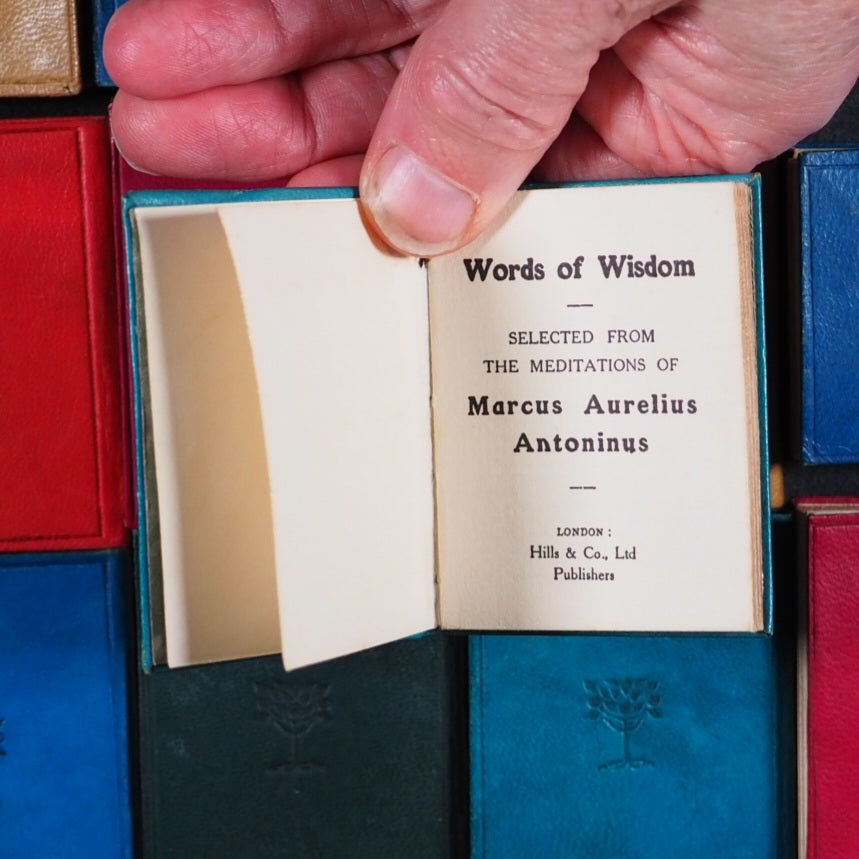 Words of Wisdom
SELECTED FROM
THE MEDITATIONS OF
Marcus Aurelius
Antoninus
LONDON:
Hills & Co., Ltd
Publishers